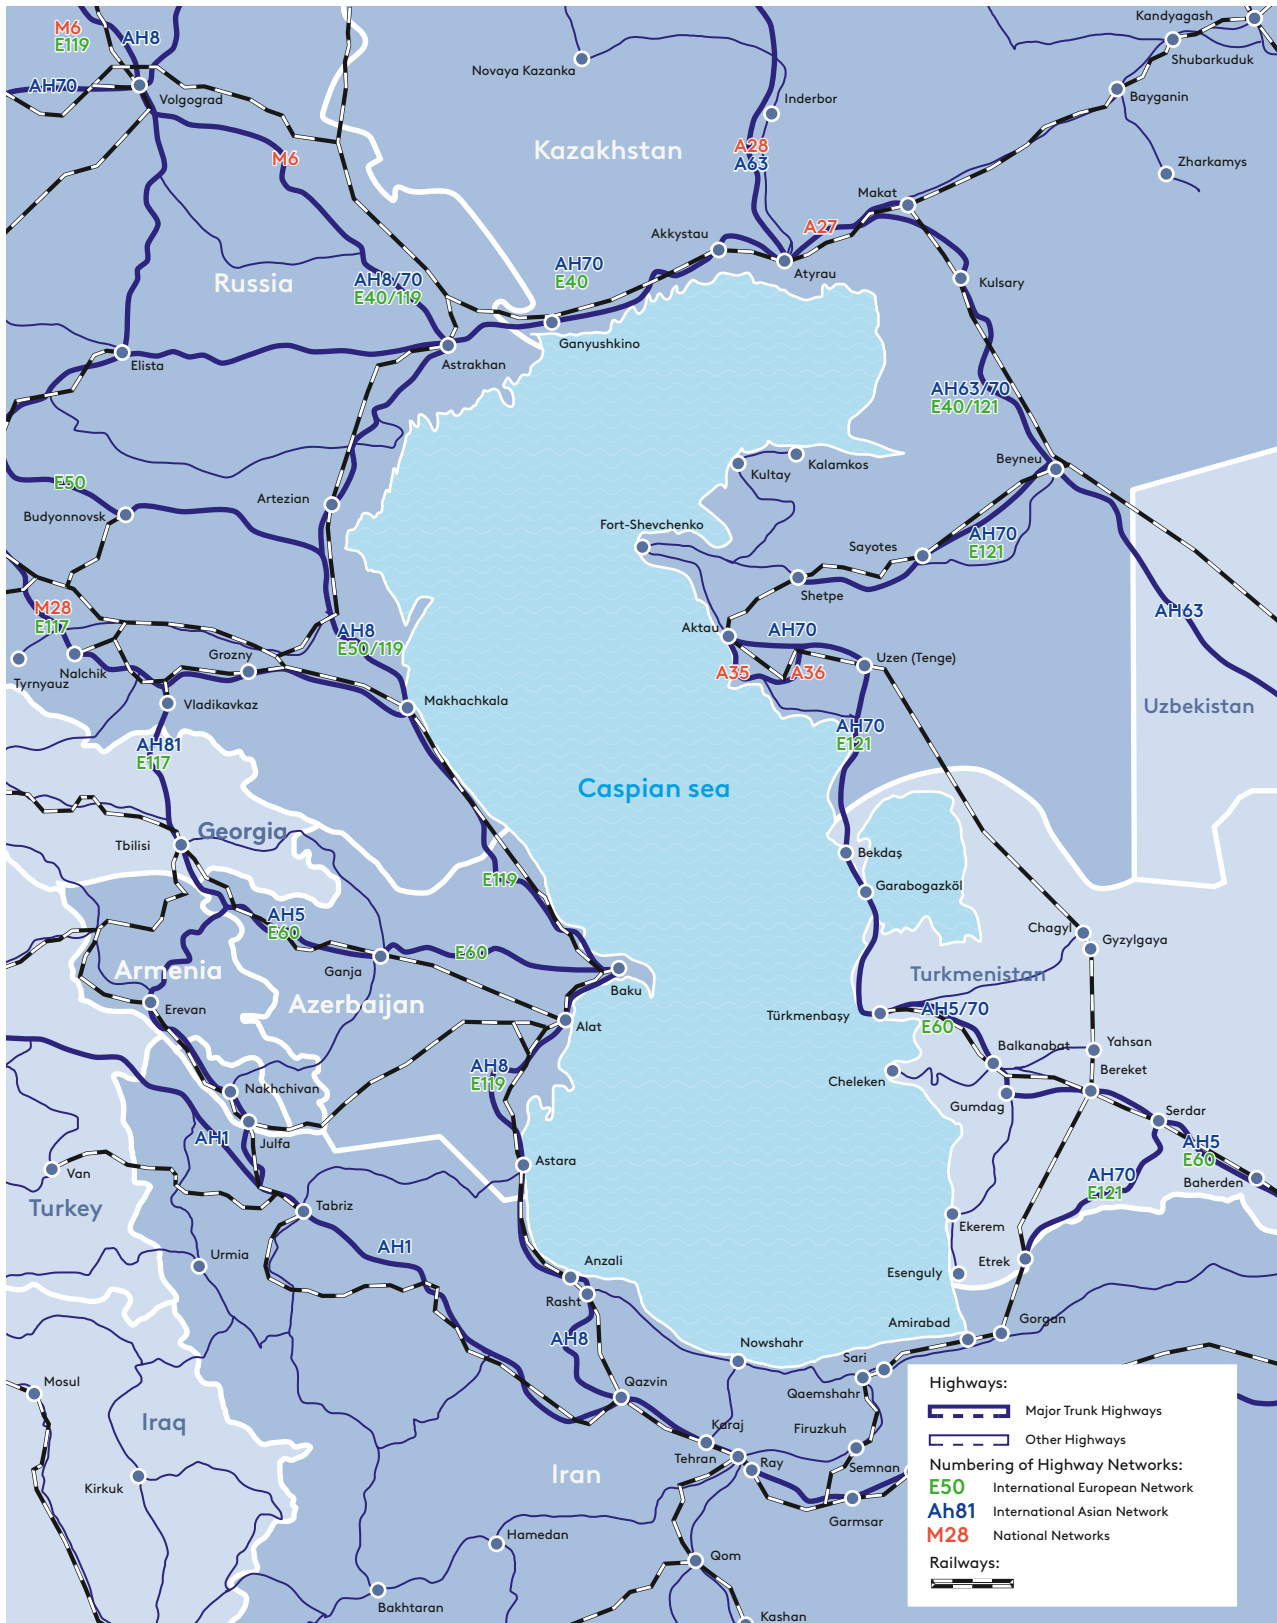 M6
E119
AH8
AH70
Volgograd
M6
Novaya Kazanka
Inderbor
Kandyagash
Shubarkuduk
Bayganin
Zharkamys
Kazakhstan
A28
A63
Makat
A27
Akkystau
Atyrau
Kulsary
Russia
AH8/70
E40/119
AH70
E40
Ganyushkino
Astrakhan
Elista
AH63/70
E40/121
Beyneu
Kalamkos
Kultay
E50
Budyonnovsk
Artezian
Fort-Shevchenko
Sayotes
AH70
E121
Shetpe
AH63
M28
E117
AH8
E50/119
Aktau
AH70
Uzen (Tenge)
A35
A36
Tyrnyauz
Nalchik
Grozny
Vladikavkaz
Makhachkala
Uzbekistan
AH81
E117
AH70
E121
Caspian sea
Georgia
Tbilisi
Bekdaş
Garabogazköl
E119
AH5
E60
E60
Chagyl
Gyzylgaya
Armenia
Ganja
Azerbaijan
Baku
Turkmenistan
Erevan
Alat
Türkmenbaşy
AH5/70
E60
Balkanabat
Yahsan
Bereket
AH8
E119
Cheleken
Gumdag
Nakhchivan
Serdar
AH1
Julfa
AH5
E60
Baherden
Van
Astara
AH70
E121
Turkey
Tabriz
Ekerem
AH1
Urmia
Anzali
Etrek
Esenguly
Rasht
AH8
Amirabad
Gorgan
Nowshahr
Sari
Qaemshahr
Mosul
Qazvin
Iraq
Karaj
Firuzkuh
Tehran
Ray
Semnan
Iran
Kirkuk
Garmsar
Hamedan
Qom
Bakhtaran
Kashan
Highways:
Major Trunk Highways
Other Highways
Numbering of Highway Networks:
E50 International European Network
Ah81 International Asian Network
M28 National Networks
Railways: